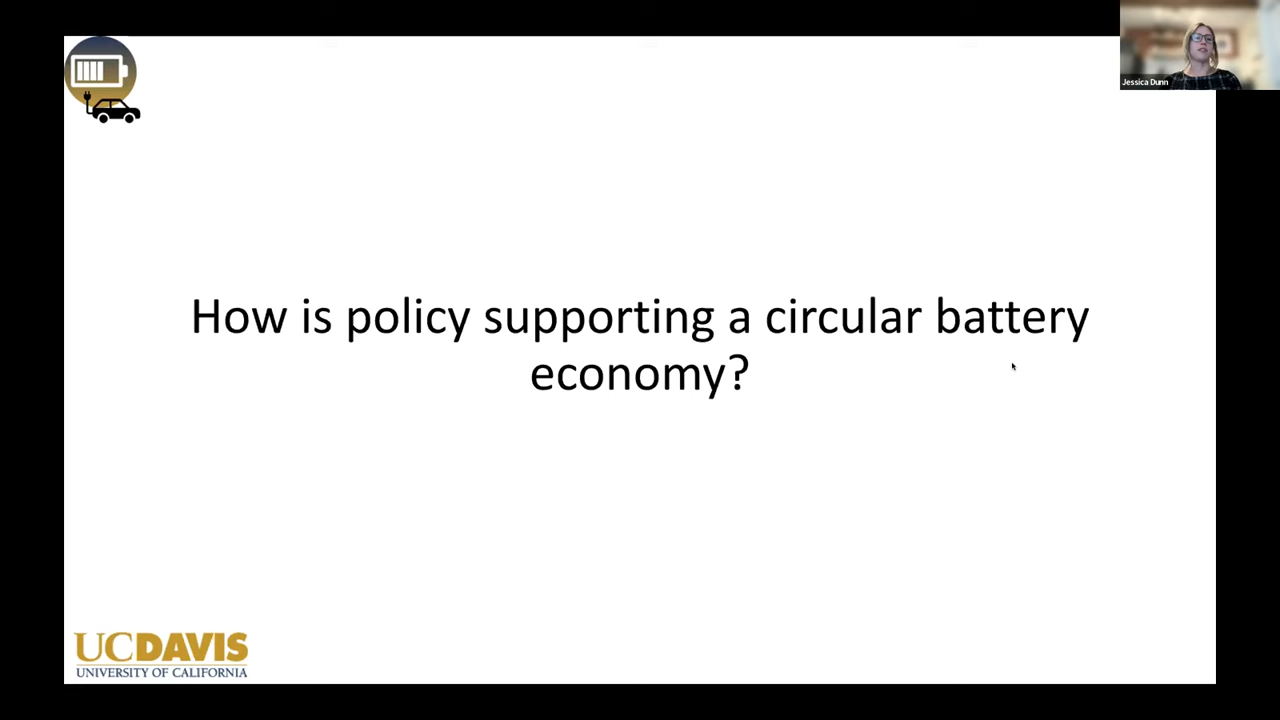 Jessica Dunn
How is policy supporting a circular battery
economy?
UCDAVIS
UNIVERSITY OF CALIFORNIA